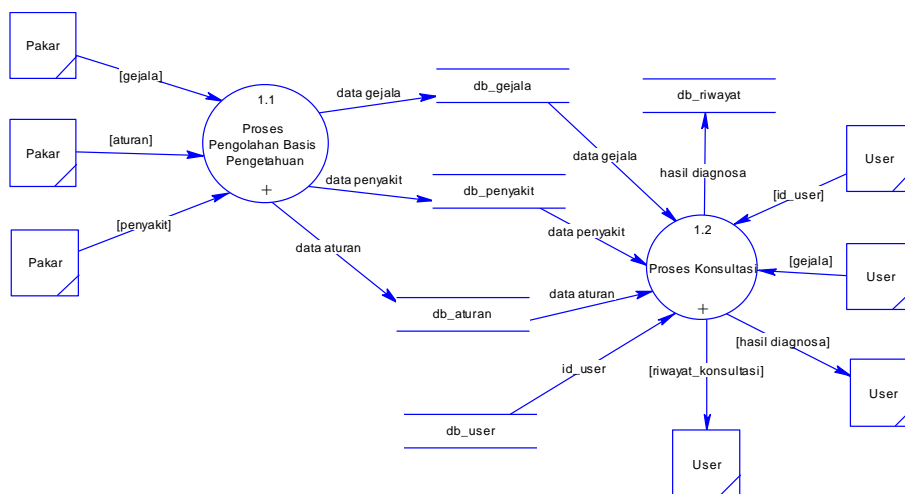 Pakar
[gejala]
1.1
Proses
Pengolahan Basis
Pengetahuan
+
data gejala
db_gejala
db_riwayat
Pakar
[aturan]
data gejala
hasil diagnosa
User
[id_user]
data penyakit
db_penyakit
Pakar
[penyakit]
data penyakit
1.2
Proses Konsultasi
+
[gejala]
User
data aturan
data aturan
db_aturan
[hasil diagnosa]
User
id_user
[riwayat_konsultasi]
db_user
User